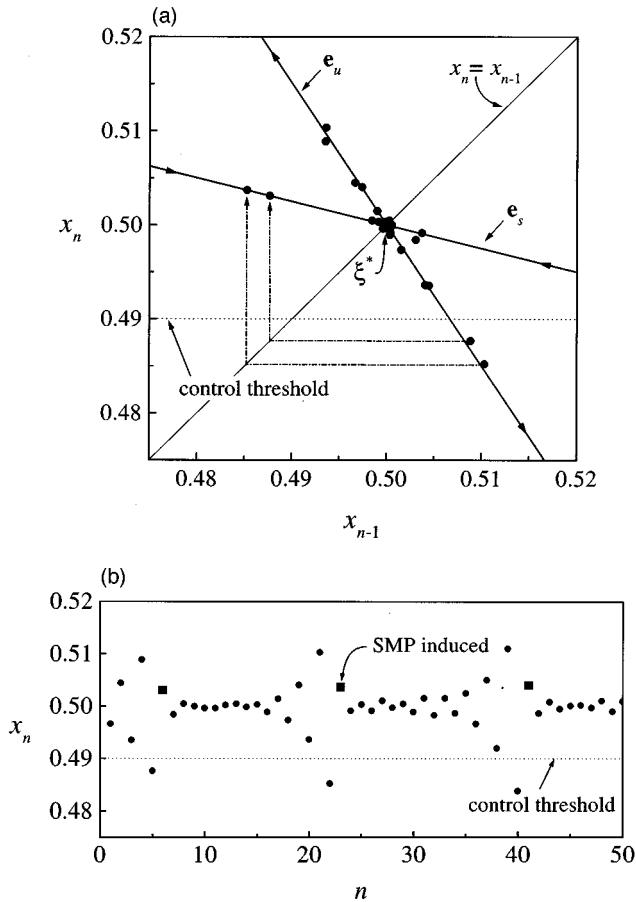 (a)
0.52
0.51
0.50
0.49
0.48
x_n
e_u
x_n = x_{n-1}
e_s
ξ*
control threshold
0.48 0.49 0.50 0.51 0.52
x_{n-1}
(b)
0.52
0.51
0.50
0.49
0.48
x_n
SMP induced
control threshold
0 10 20 30 40 50
n